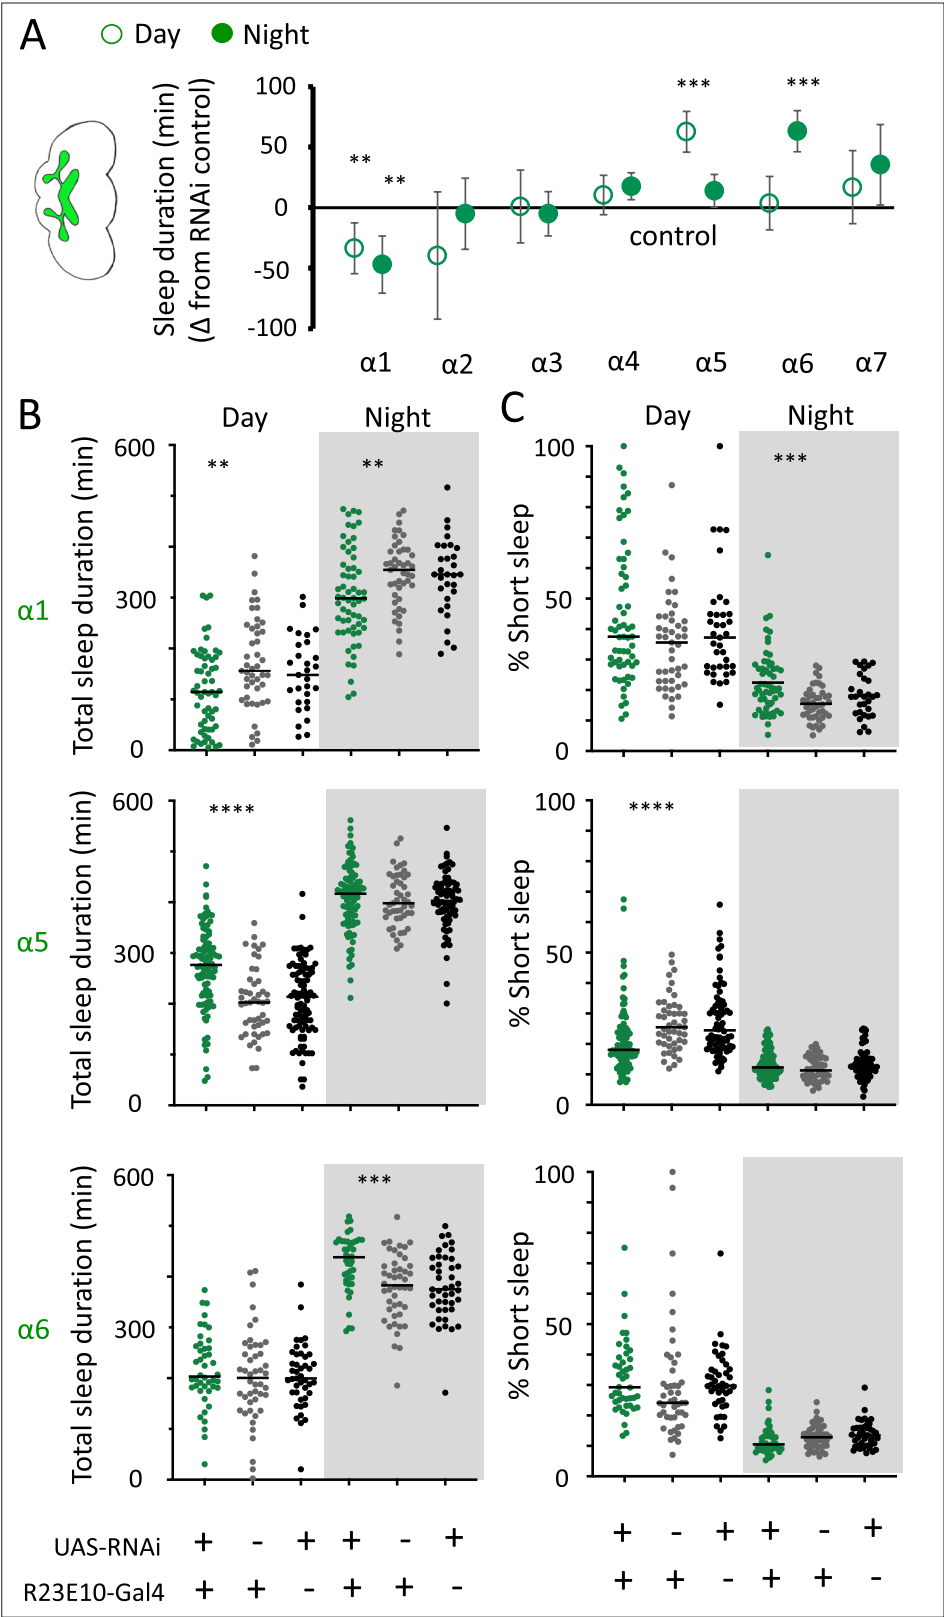 A
Day
Night
Sleep duration (min)
(Δ from RNAi control)
100
50
0
-50
-100
**
**
***
***
control
α1 α2 α3 α4 α5 α6 α7
B
Day Night
Total sleep duration (min)
600
300
0
**
**
α1
C
Day Night
% Short sleep
100
50
0
***
α5
Total sleep duration (min)
600
300
0
****
% Short sleep
100
50
0
****
α6
Total sleep duration (min)
600
300
0
***
% Short sleep
100
50
0
UAS-RNAi + - + + - + + - + + - +
R23E10-Gal4 + + - + + - + + - + + -